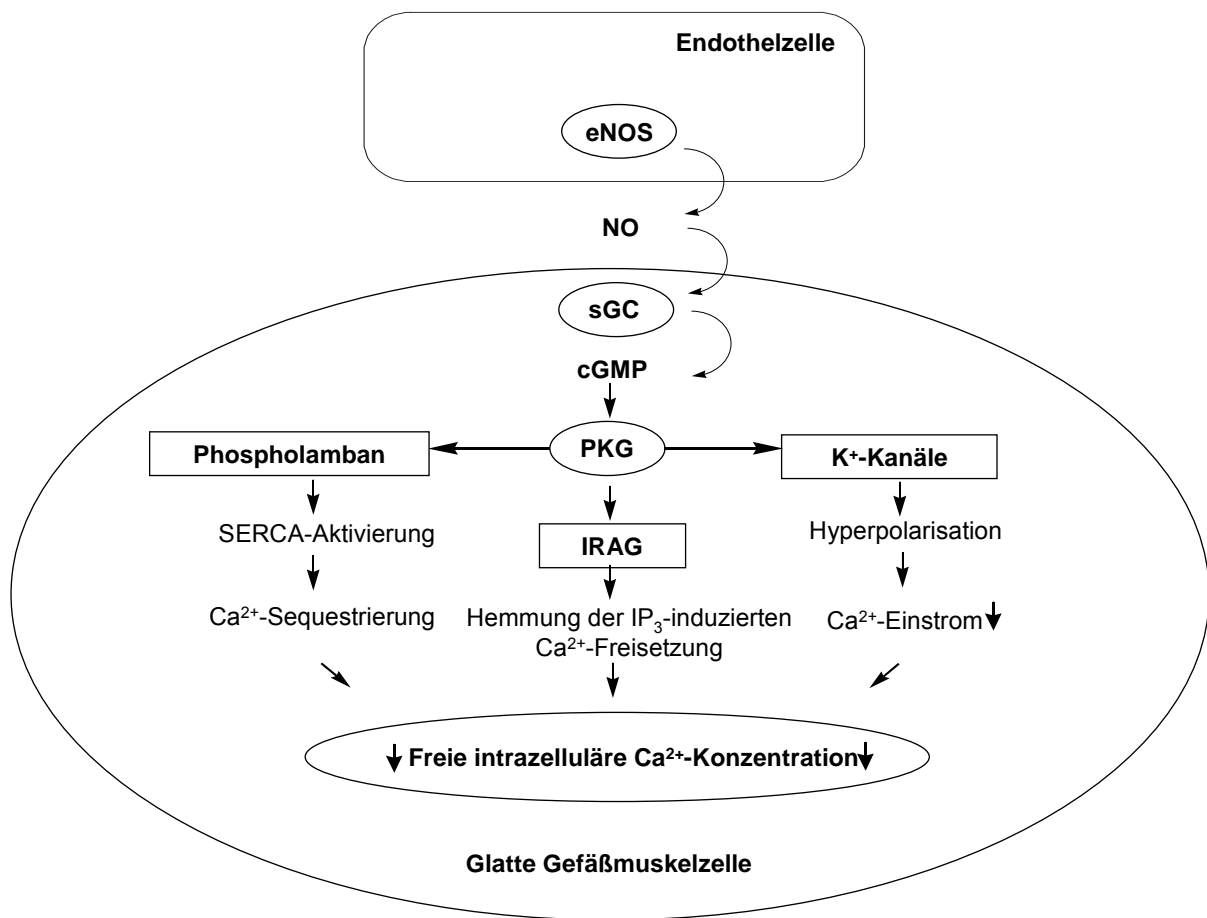 Endothelzelle
eNOS
NO
sGC
cGMP
Phospholamban
PKG
K⁺-Kanäle
SERCA-Aktivierung
IRAG
Hyperpolarisation
Ca²⁺-Sequestrierung
Hemmung der IP₃-induzierten
Ca²⁺-Freisetzung
Ca²⁺-Einstrom↓
↓ Freie intrazelluläre Ca²⁺-Konzentration↓
Glatte Gefäßmuskelzelle